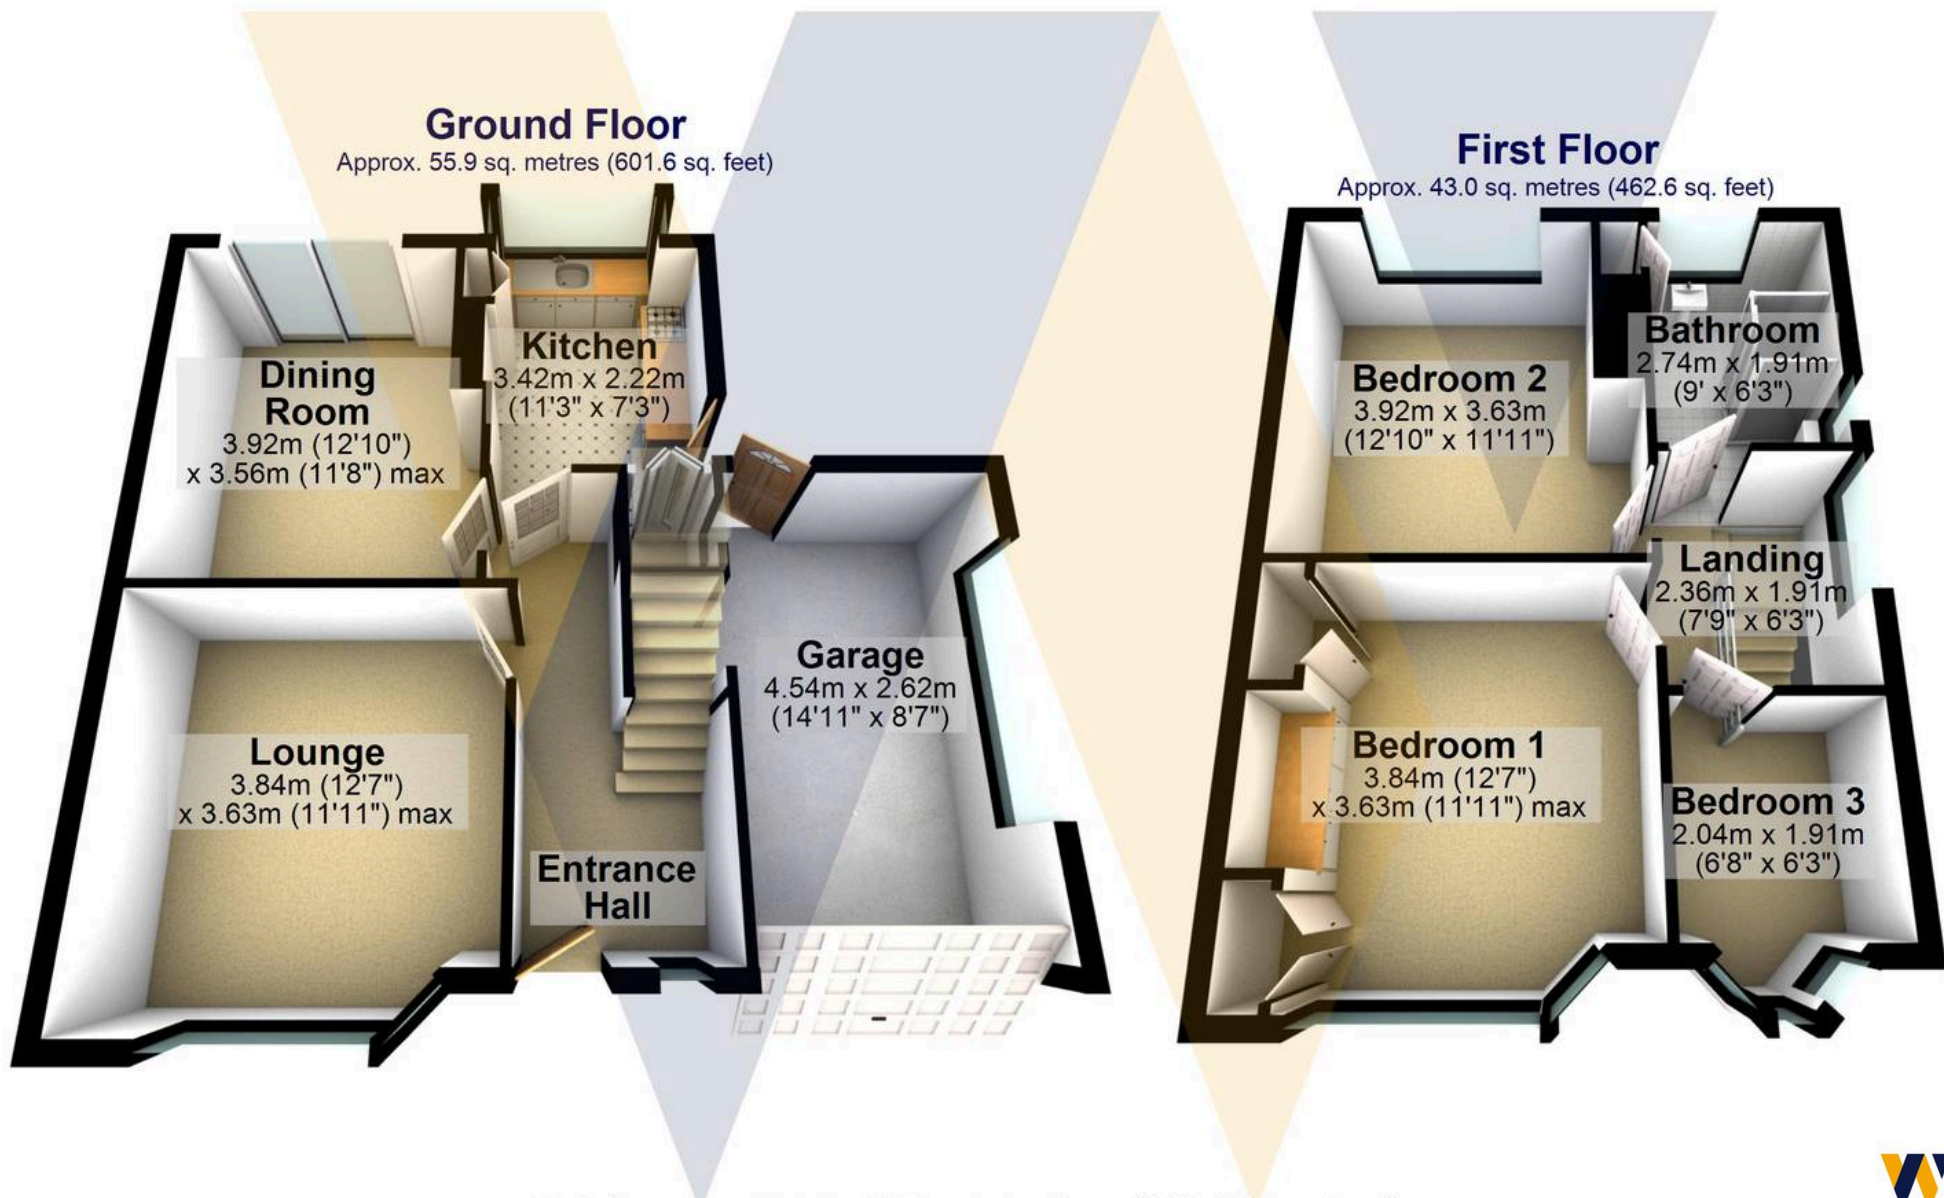 Ground Floor
Approx. 55.9 sq. metres (601.6 sq. feet)
Dining
Room
3.92m (12'10")
x 3.56m (11'8") max
Kitchen
3.42m x 2.22m
(11'3" x 7'3")
Lounge
3.84m (12'7")
x 3.63m (11'11") max
Entrance
Hall
Garage
4.54m x 2.62m
(14'11" x 8'7")
First Floor
Approx. 43.0 sq. metres (462.6 sq. feet)
Bedroom 2
3.92m x 3.63m
(12'10" x 11'11")
Bathroom
2.74m x 1.91m
(9' x 6'3")
Landing
2.36m x 1.91m
(7'9" x 6'3")
Bedroom 1
3.84m (12'7")
x 3.63m (11'11") max
Bedroom 3
2.04m x 1.91m
(6'8" x 6'3")